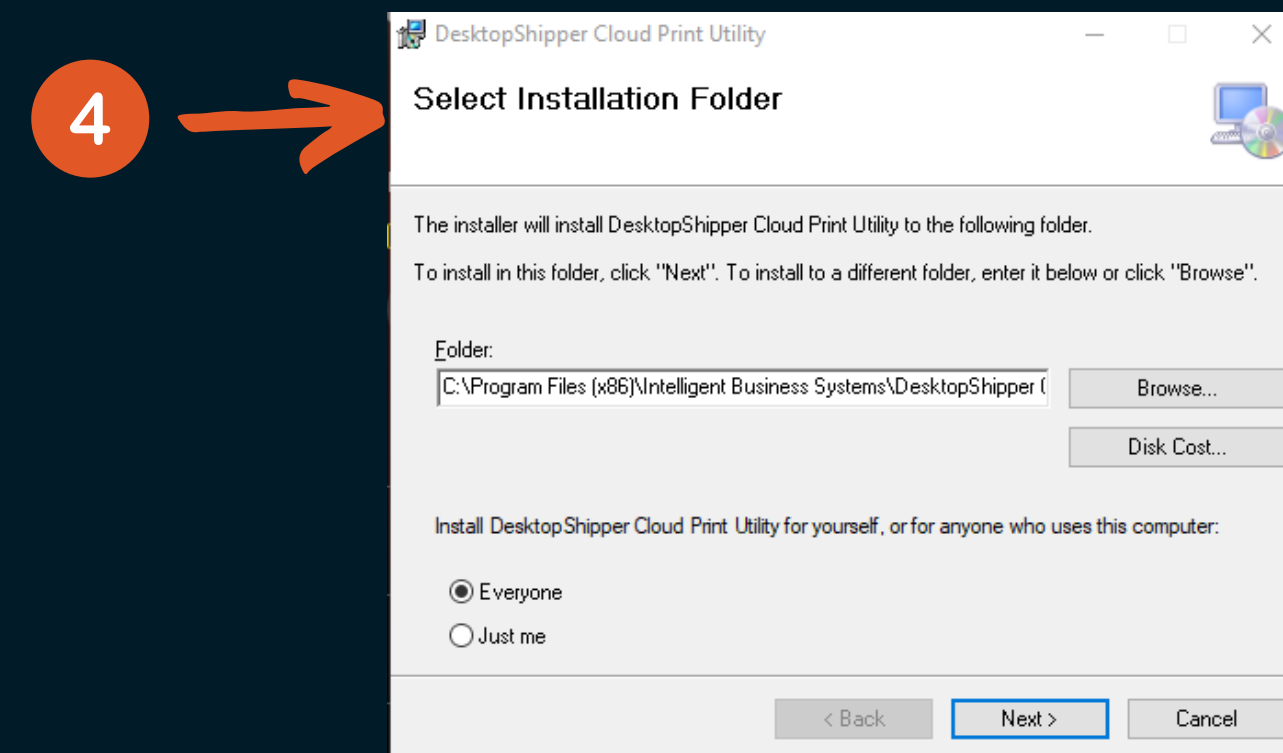 DesktopShipper Cloud Print Utility
4
Select Installation Folder
The installer will install DesktopShipper Cloud Print Utility to the following folder.
To install in this folder, click "Next". To install to a different folder, enter it below or click "Browse".
Folder:
C:\Program Files (x86)\Intelligent Business Systems\DesktopShipper
Browse...
Disk Cost...
Install DesktopShipper Cloud Print Utility for yourself, or for anyone who uses this computer:
Everyone
Just me
< Back
Next >
Cancel